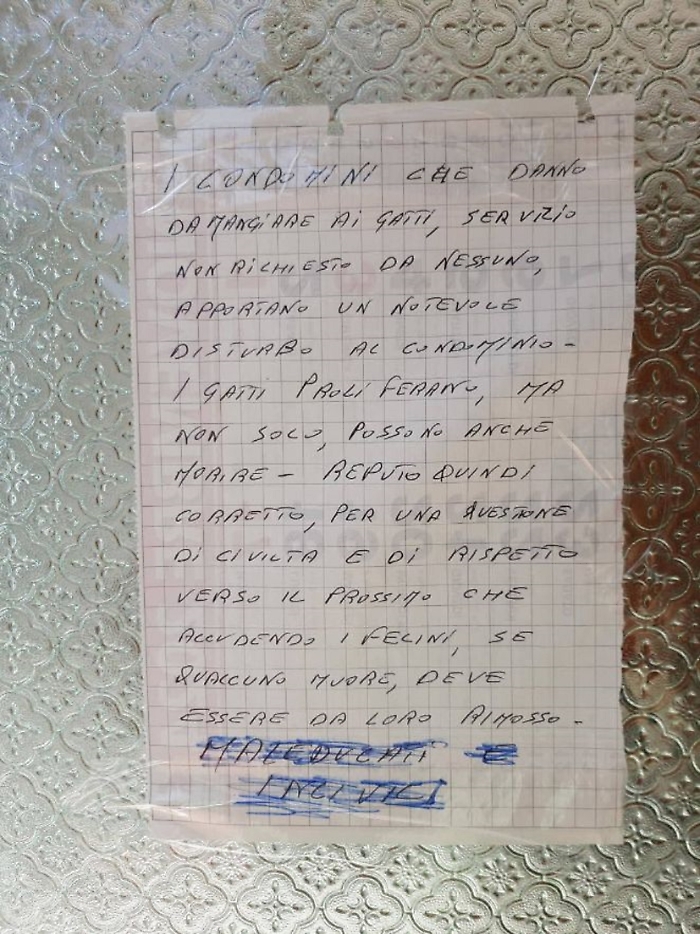 I CONDOMINI CHE DANNO
DA MANGIARE AI GATTI, SERVIZIO
NON RICHIESTO DA NESSUNO,
APPORTANO UN NOTEVOLE
DISTURBO AL CONDOMINIO -
I GATTI PROLIFERANO, MA
NON SOLO, POSSONO ANCHE
MORIRE - REPUTO QUINDI
CORRETTO, PER UNA QUESTIONE
DI CIVILTA E DI RISPETTO
VERSO IL PROSSIMO CHE
ACCUDENDO I FELINI, SE
QUALCUNO MUORE, DEVE
ESSERE DA LORO RIMOSSO -
MALEDUCATI E
INCIVILI